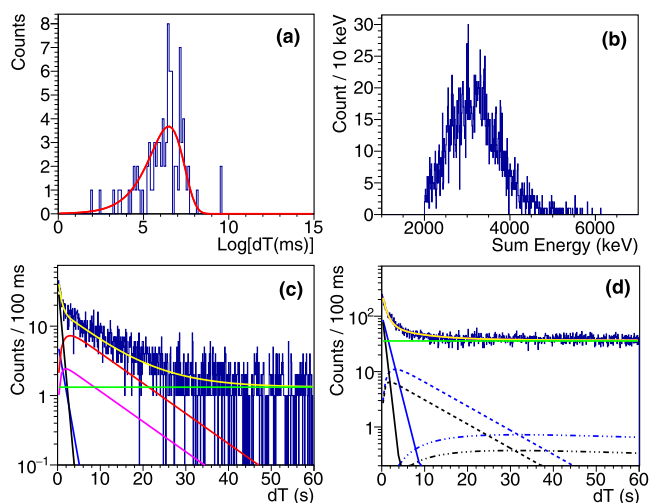 Counts
8
7
6
5
4
3
2
1
0
0 5 10 15
Log[dT(ms)]
(a)
Count / 10 keV
30
25
20
15
10
5
0
2000 4000 6000
Sum Energy (keV)
(b)
Counts / 100 ms
10
1
10⁻¹
0 10 20 30 40 50 60
dT (s)
(c)
Counts / 100 ms
10²
10
1
0 10 20 30 40 50 60
dT (s)
(d)